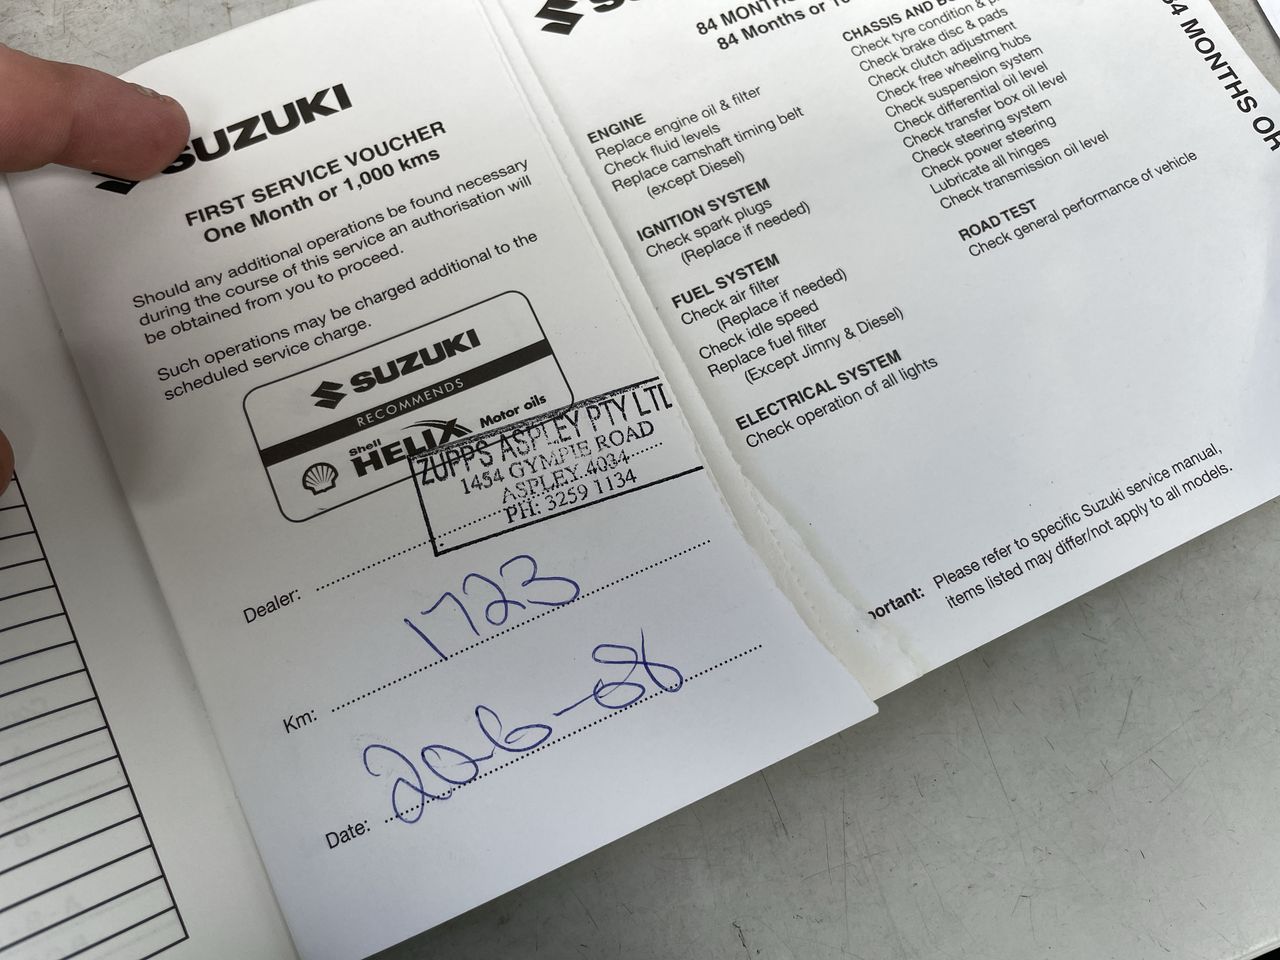 SUZUKI
FIRST SERVICE VOUCHER
One Month or 1,000 kms
Should any additional operations be found necessary
during the course of this service an authorisation will
be obtained from you to proceed.
Such operations may be charged additional to the
scheduled service charge.
SUZUKI
RECOMMENDS
Shell
HELIX Motor oils
ZUPPS ASPLEY PTY LTD
1454 GYMPIE ROAD
ASPLEY 4034
PH: 3259 1134
Dealer:
Km: 1723
Date: 20-6-08
84 MONTHS
84 Months or
ENGINE
Replace engine oil & filter
Check fluid levels
Replace camshaft timing belt
(except Diesel)
IGNITION SYSTEM
Check spark plugs
(Replace if needed)
FUEL SYSTEM
Check air filter
(Replace if needed)
Check idle speed
Replace fuel filter
(Except Jimny & Diesel)
ELECTRICAL SYSTEM
Check operation of all lights
CHASSIS AND
Check tyre condition &
Check brake disc & pads
Check clutch adjustment
Check free wheeling hubs
Check suspension system
Check differential oil level
Check transfer box oil level
Check steering system
Check power steering
Lubricate all hinges
Check transmission oil level
ROAD TEST
Check general performance of vehicle
portant: Please refer to specific Suzuki service manual,
items listed may differ/not apply to all models.
84 MONTHS OR